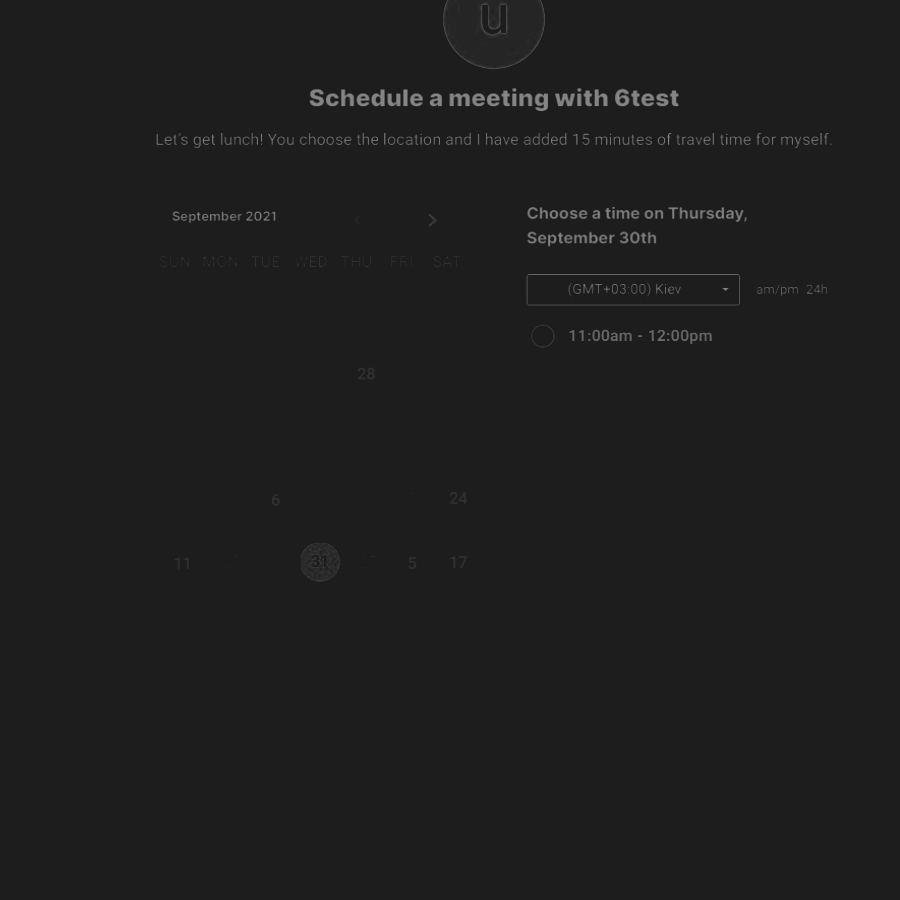 u
Schedule a meeting with 6test
Let's get lunch! You choose the location and I have added 15 minutes of travel time for myself.
September 2021
SUN MON TUE WED THU FRI SAT
28
6 24
11 31 5 17
Choose a time on Thursday,
September 30th
(GMT+03:00) Kiev am/pm 24h
11:00am - 12:00pm